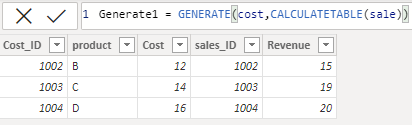 1 Generate1 = GENERATE(cost,CALCULATETABLE(sale))
Cost_ID product Cost sales_ID Revenue
1002 B 12 1002 15
1003 C 14 1003 19
1004 D 16 1004 20